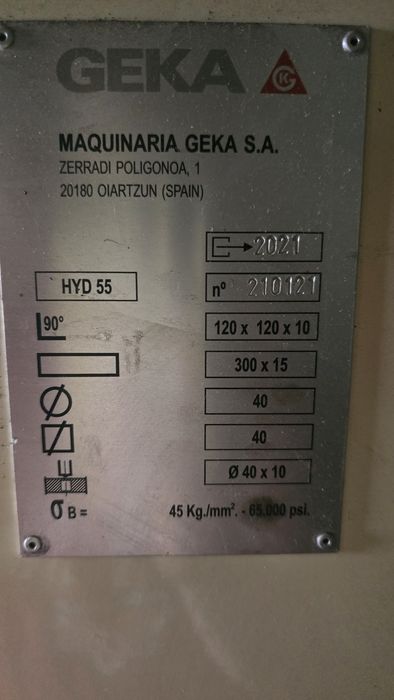 GEKA
GK
MAQUINARIA GEKA S.A.
ZERRADI POLIGONOA, 1
20180 OIARTZUN (SPAIN)
2021
HYD 55 nº 210121
90° 120 x 120 x 10
300 x 15
40
40
Ø 40 x 10
σB= 45 Kg./mm². - 65.000 psi.